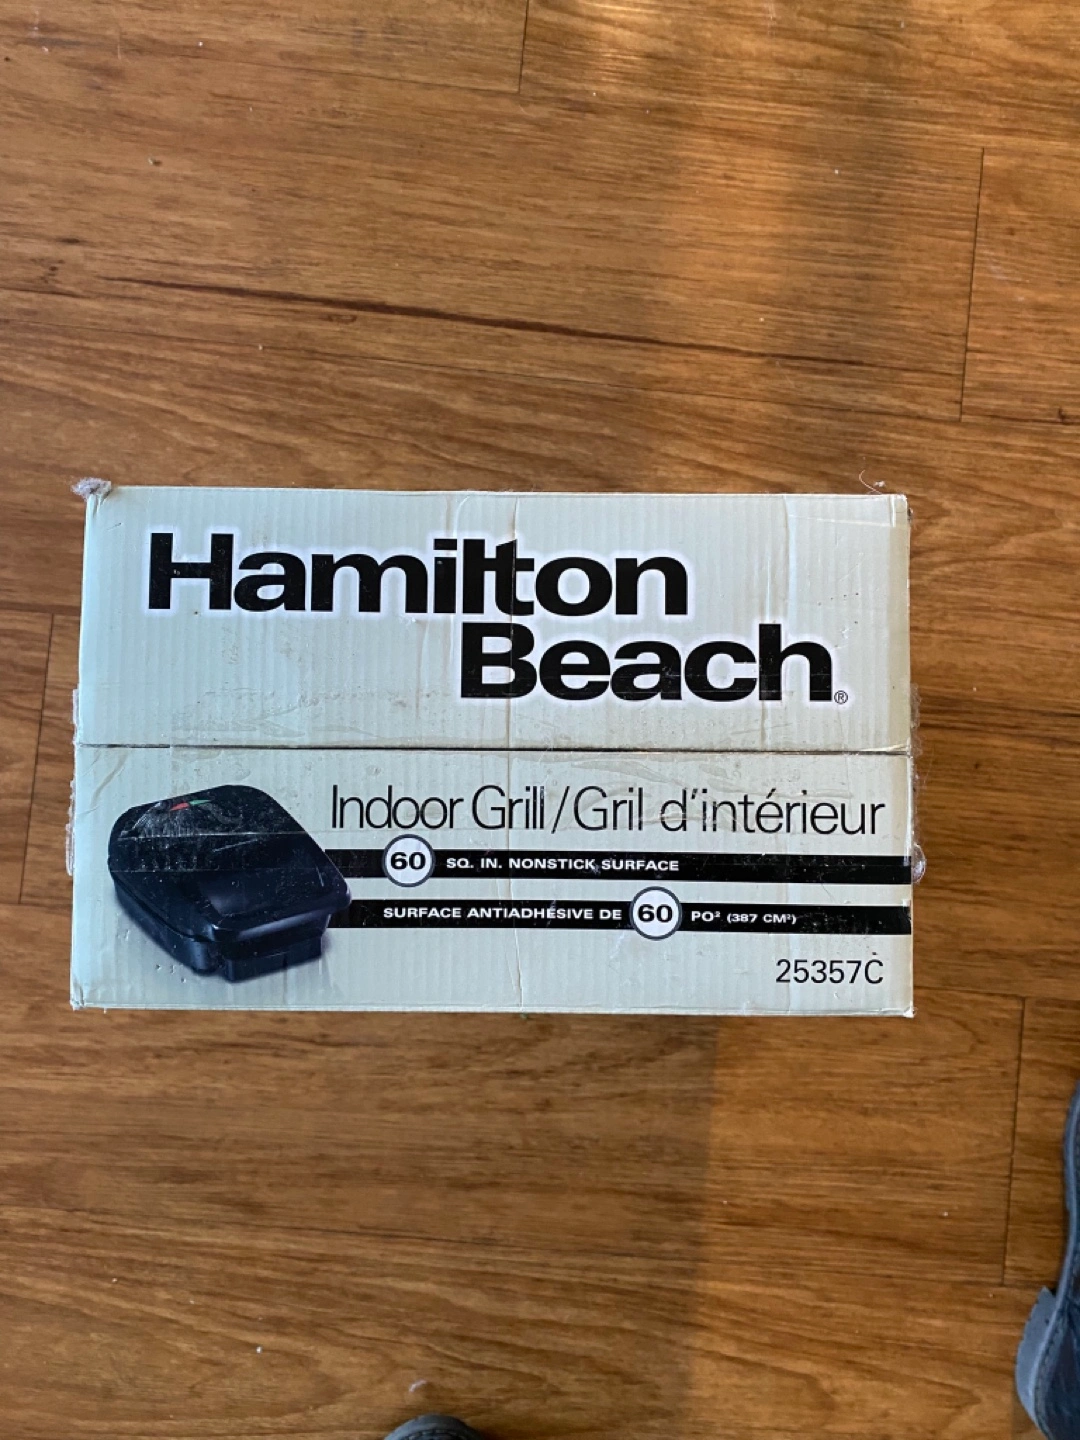 Hamilton
Beach®
Indoor Grill/Gril d'intérieur
60 SQ. IN. NONSTICK SURFACE
SURFACE ANTIADHÉSIVE DE 60 PO² (387 CM²)
25357C